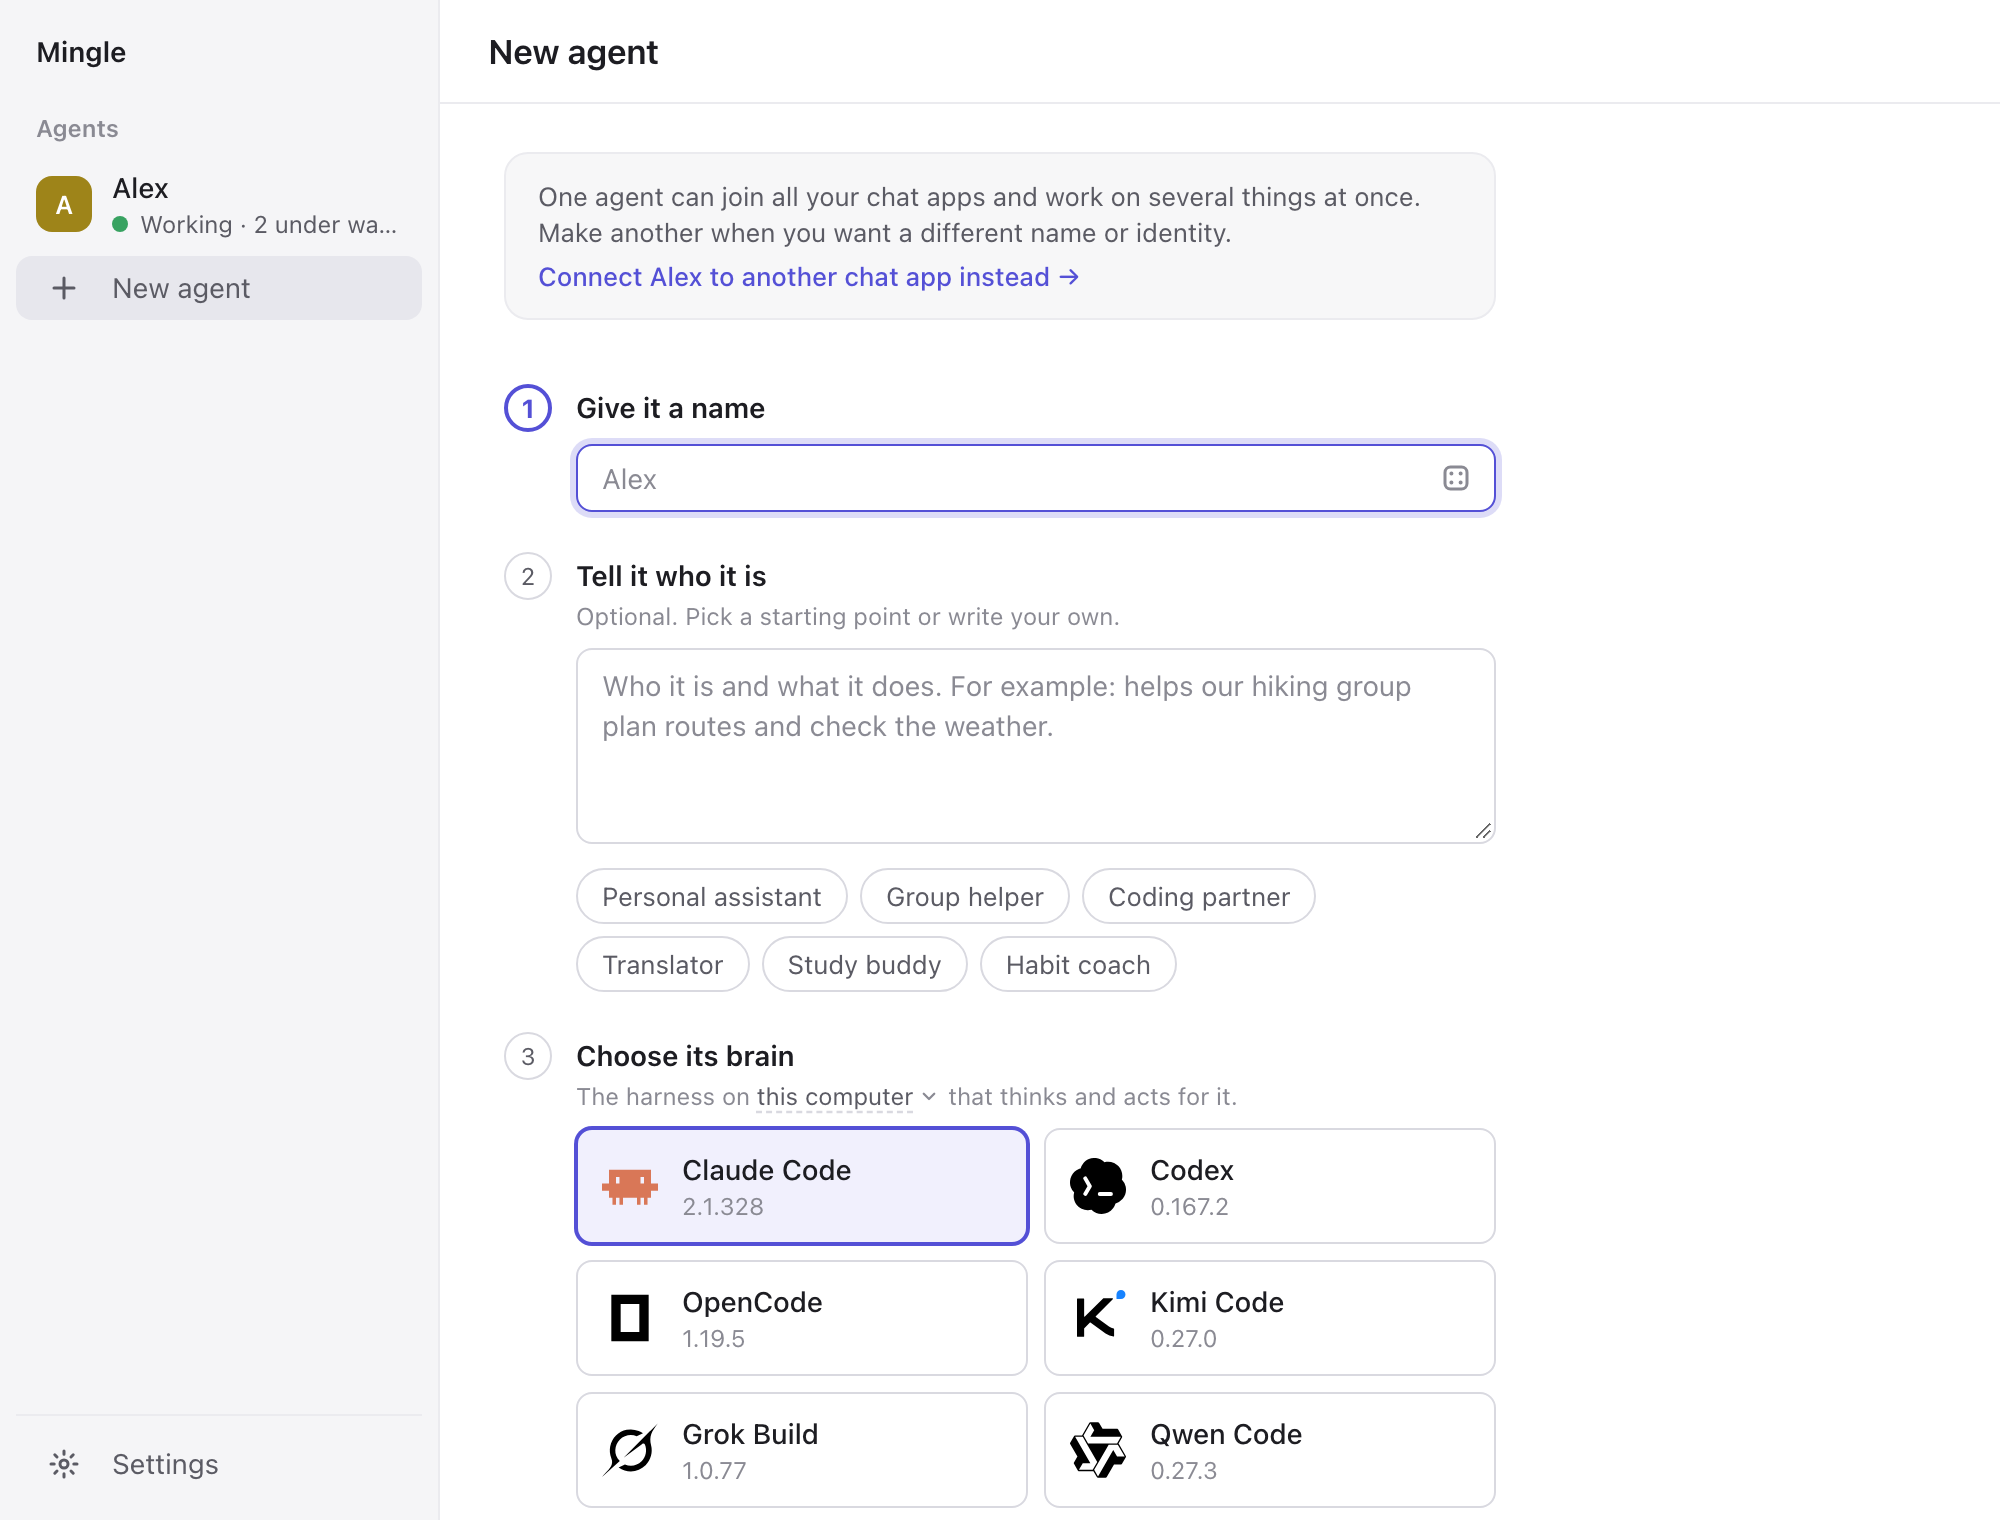 Mingle
Agents
A
Alex
Working · 2 under wa...
New agent
Settings
New agent
One agent can join all your chat apps and work on several things at once.
Make another when you want a different name or identity.
Connect Alex to another chat app instead →
1
Give it a name
Alex
2
Tell it who it is
Optional. Pick a starting point or write your own.
Who it is and what it does. For example: helps our hiking group
plan routes and check the weather.
Personal assistant
Group helper
Coding partner
Translator
Study buddy
Habit coach
3
Choose its brain
The harness on this computer that thinks and acts for it.
Claude Code
2.1.328
Codex
0.167.2
OpenCode
1.19.5
Kimi Code
0.27.0
Grok Build
1.0.77
Qwen Code
0.27.3